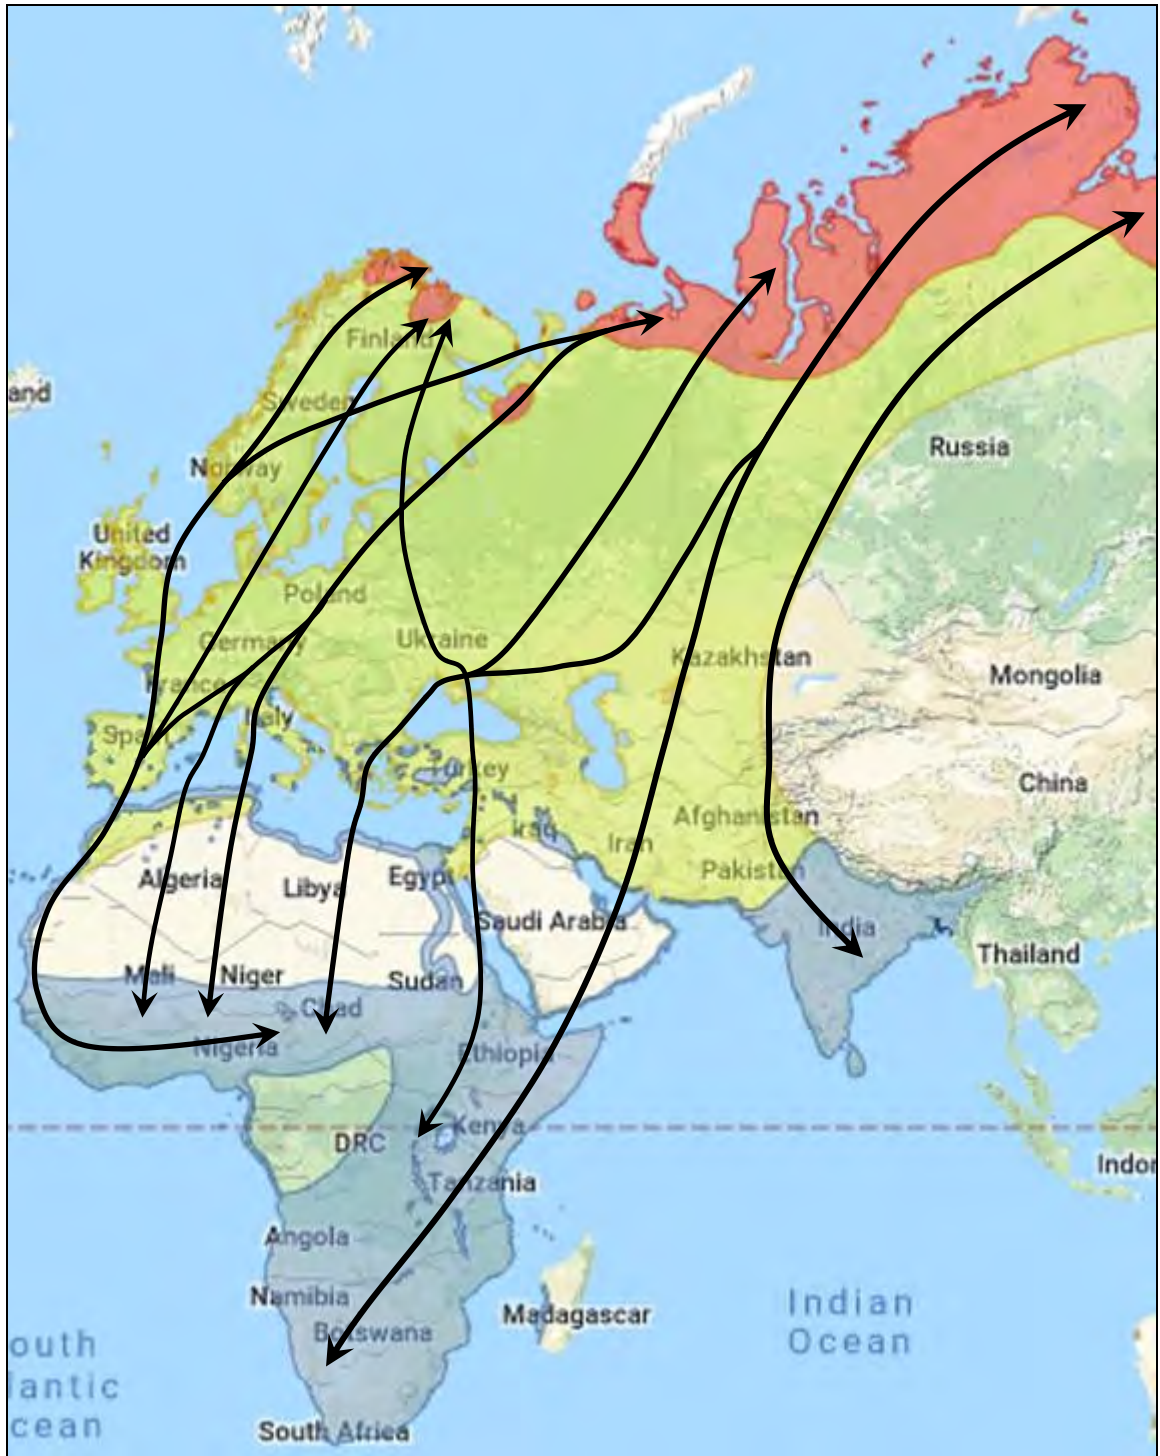 Finland
and
Sweden
Norway
Russia
United
Kingdom
Poland
Germany
Ukraine
Kazakhstan
France
Mongolia
Italy
Spain
Turkey
China
Afghanistan
Iraq
Iran
Pakistan
Algeria
Libya
Egypt
Saudi Arabia
India
Thailand
Mali
Niger
Sudan
Chad
Nigeria
Ethiopia
Kenya
DRC
Indor
Tanzania
Angola
Namibia
Madagascar
Indian
Ocean
Botswana
outh
lantic
cean
South Africa